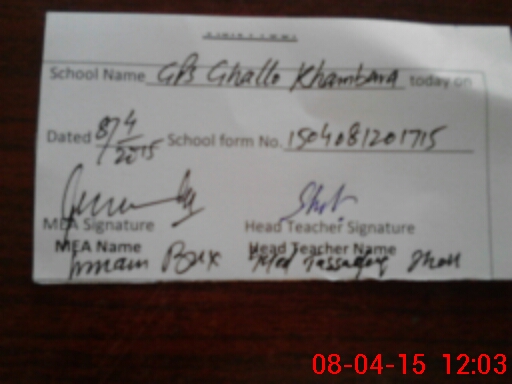 School Name GPS Ghallo Khambara today on
Dated 8/4/2015 School form No. 1504081201715
MEA Signature Head Teacher Signature
MEA Name Head Teacher Name
Imam Bux
08-04-15 12:03